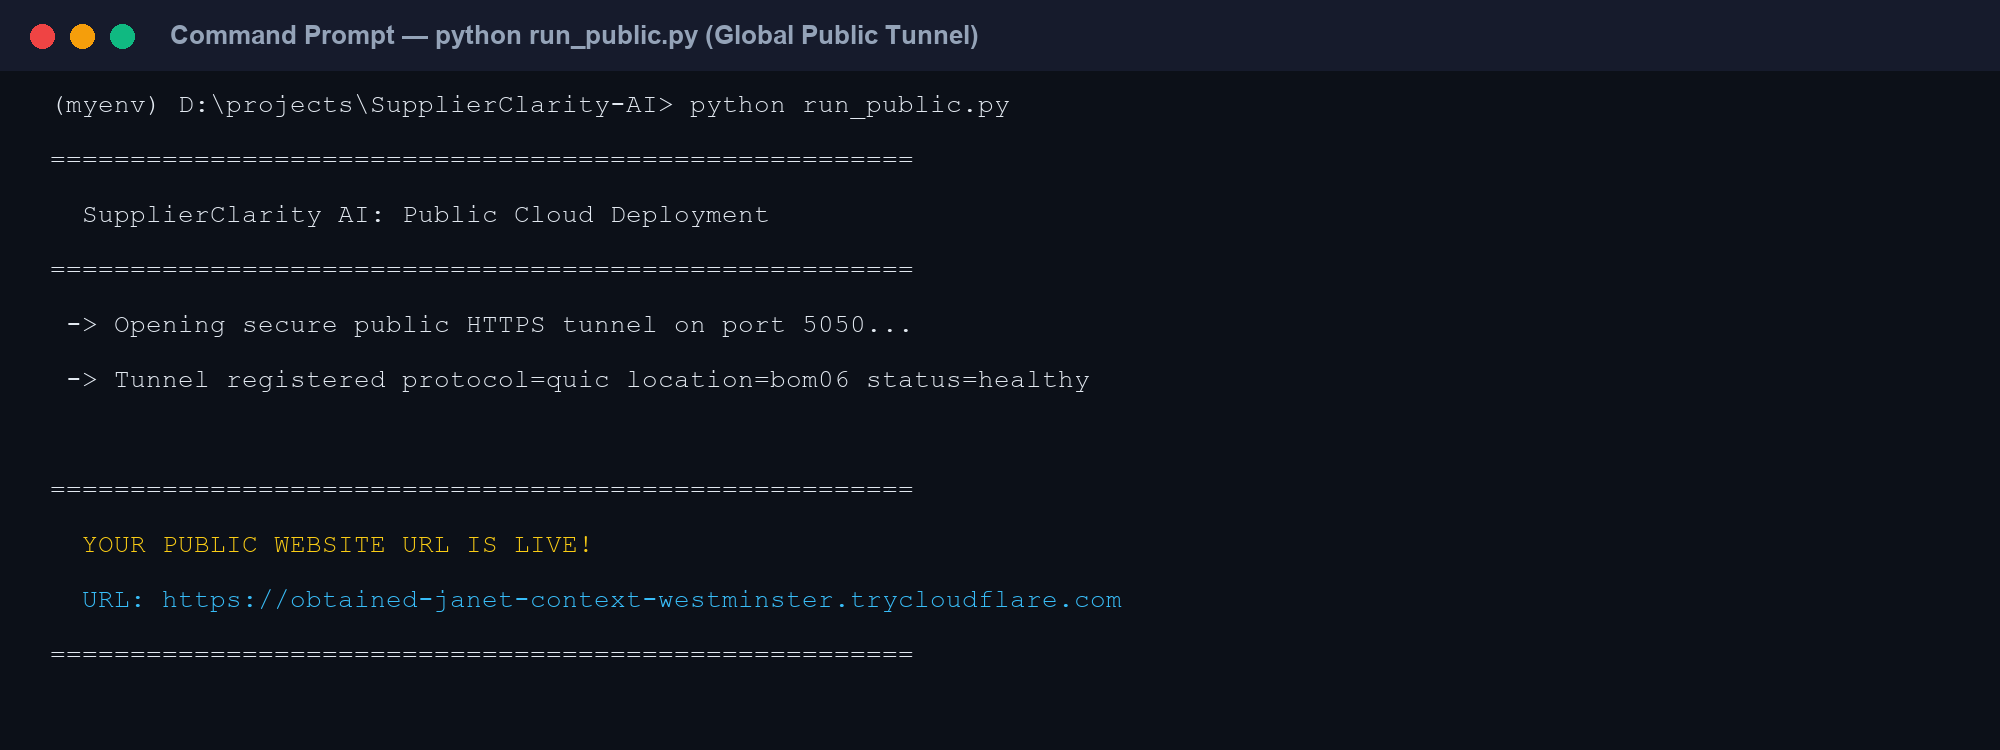 Command Prompt — python run_public.py (Global Public Tunnel)
(myenv) D:\projects\SupplierClarity-AI> python run_public.py
======================================================
SupplierClarity AI: Public Cloud Deployment
======================================================
-> Opening secure public HTTPS tunnel on port 5050...
-> Tunnel registered protocol=quic location=bom06 status=healthy
======================================================
YOUR PUBLIC WEBSITE URL IS LIVE!
URL: https://obtained-janet-context-westminster.trycloudflare.com
======================================================